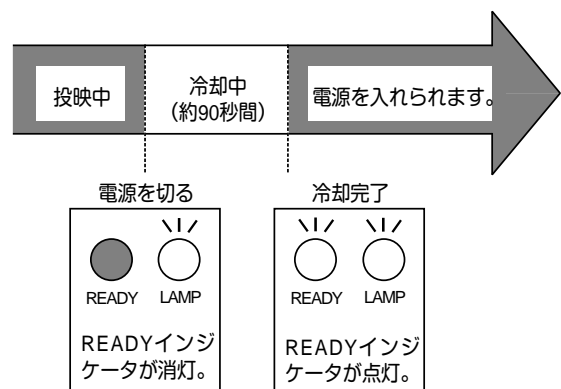 投映中
冷却中
(約90秒間)
電源を入れられます。
電源を切る
READY LAMP
READYインジ
ケータが消灯。
冷却完了
READY LAMP
READYインジ
ケータが点灯。